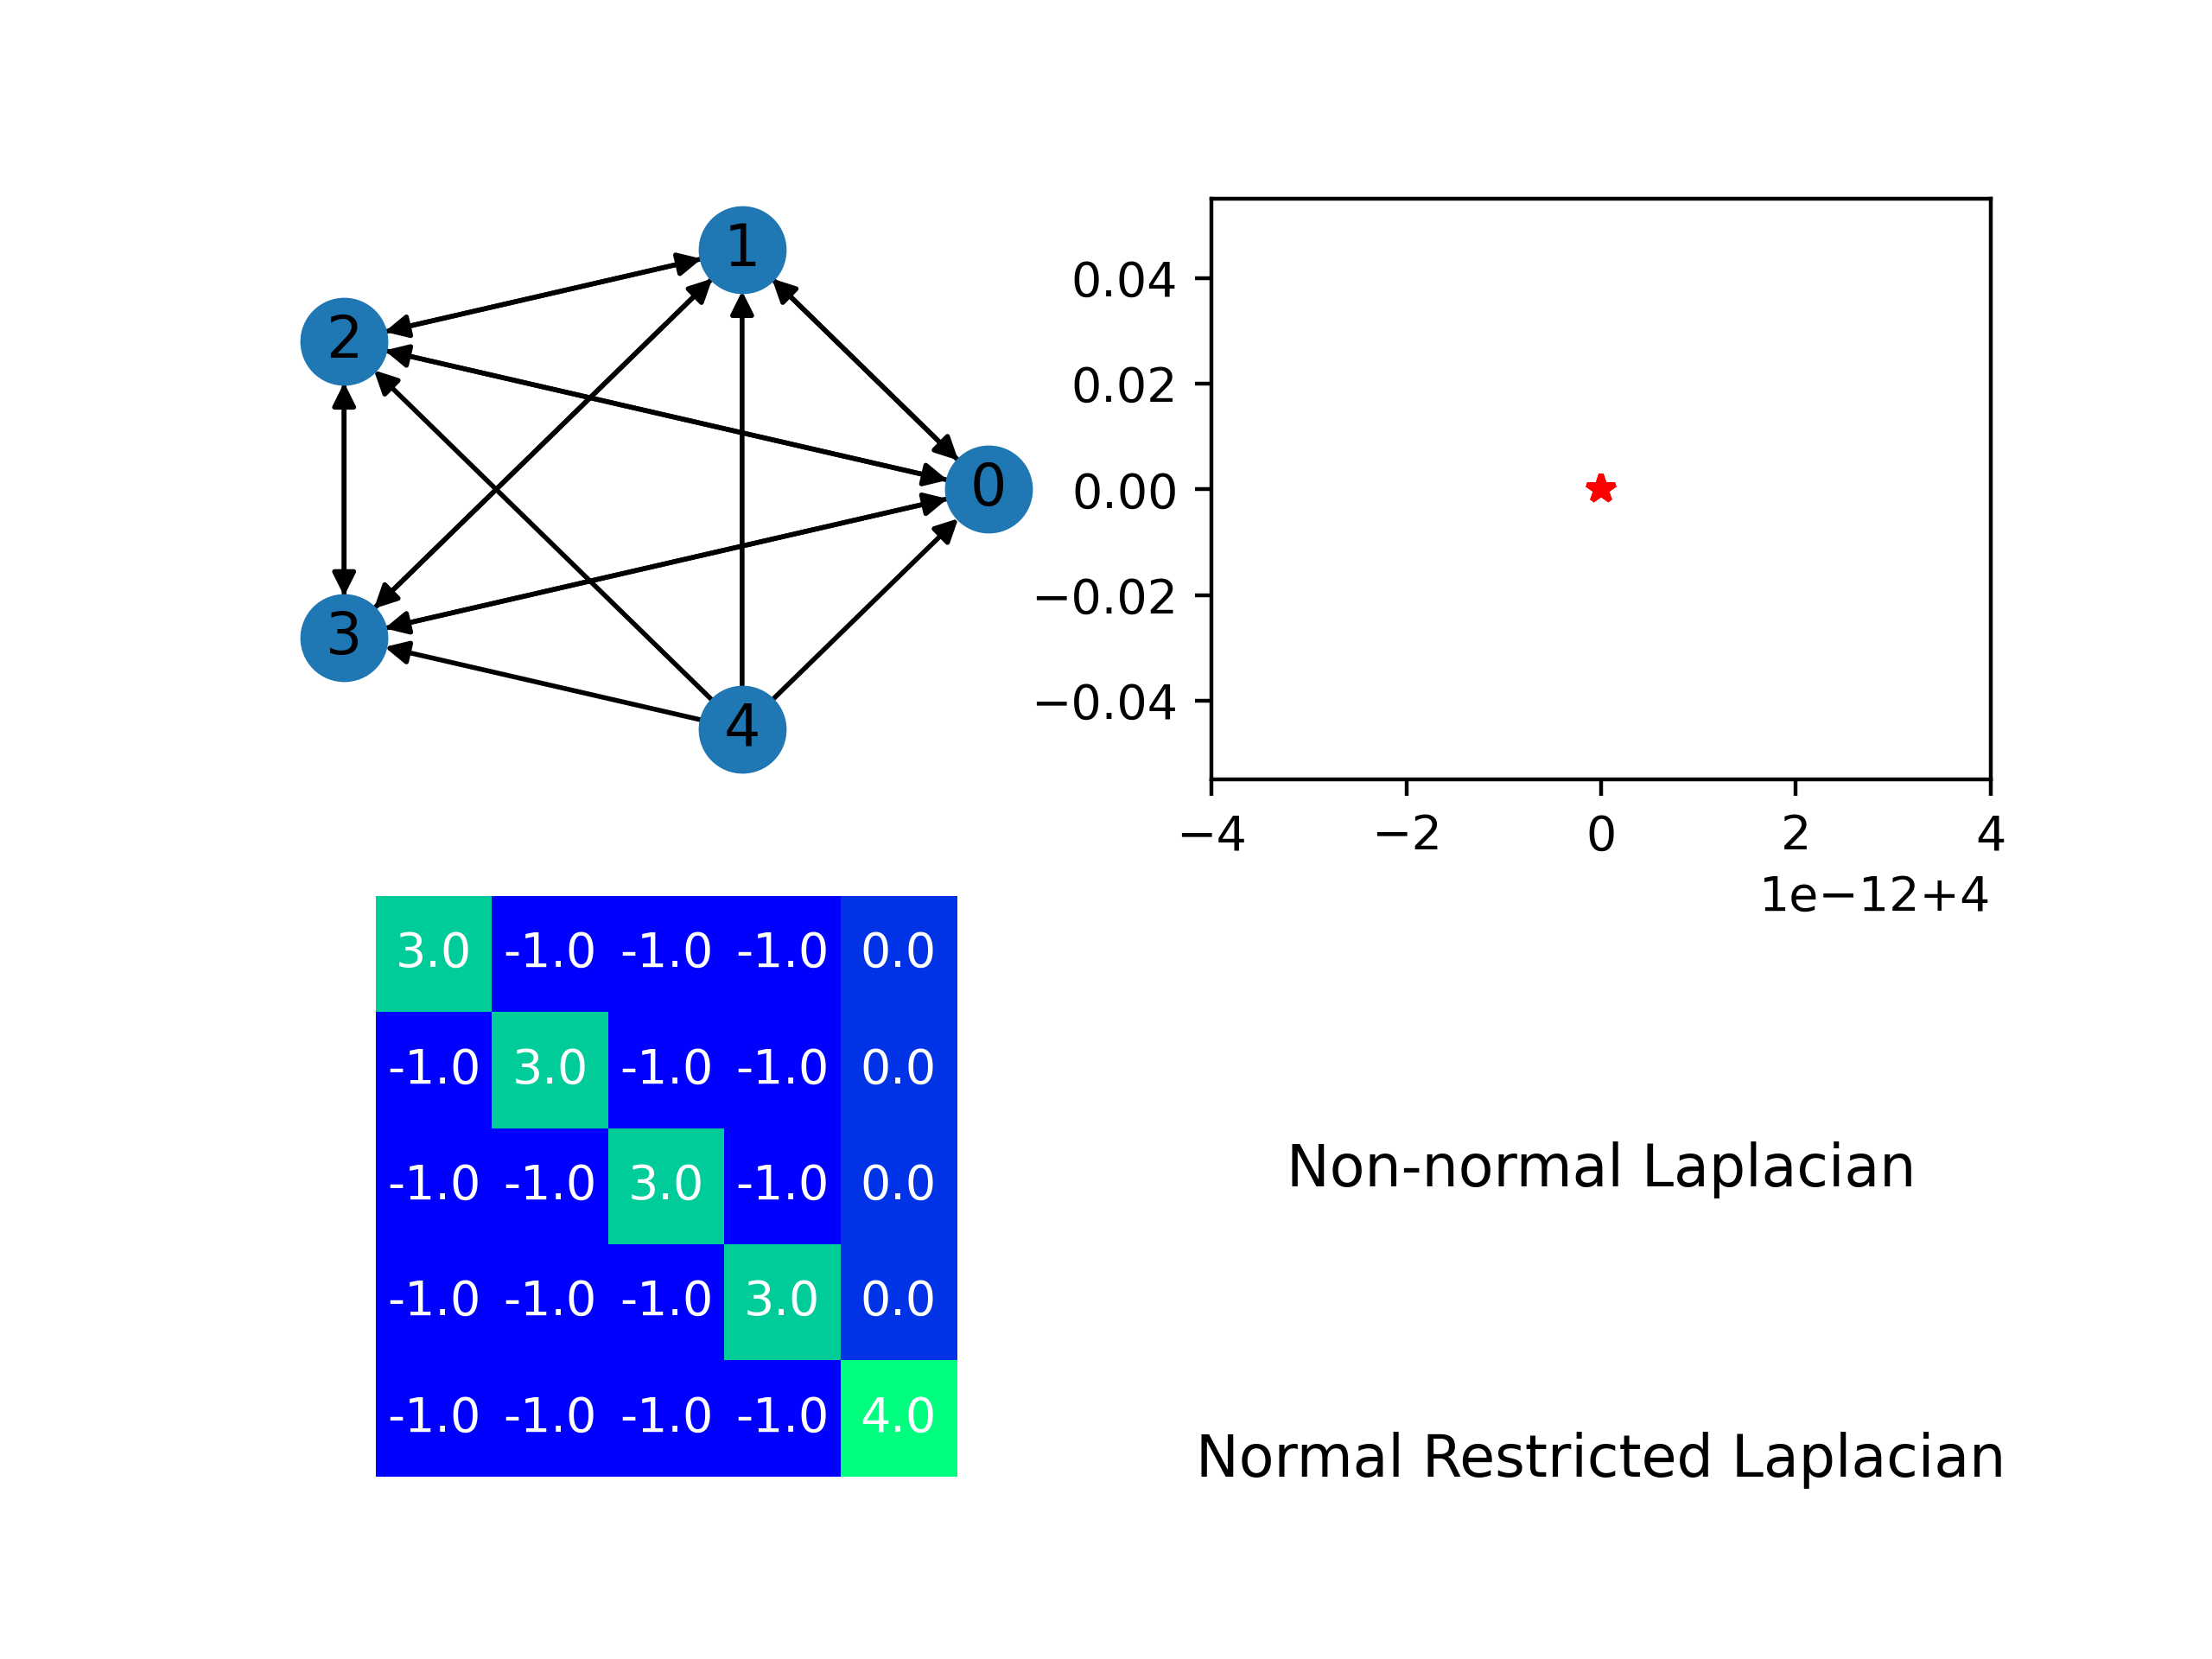 1
2
0
3
4
0.04
0.02
0.00
−0.02
−0.04
−4 −2 0 2 4
1e−12+4
3.0 -1.0 -1.0 -1.0 0.0
-1.0 3.0 -1.0 -1.0 0.0
-1.0 -1.0 3.0 -1.0 0.0
-1.0 -1.0 -1.0 3.0 0.0
-1.0 -1.0 -1.0 -1.0 4.0
Non-normal Laplacian
Normal Restricted Laplacian